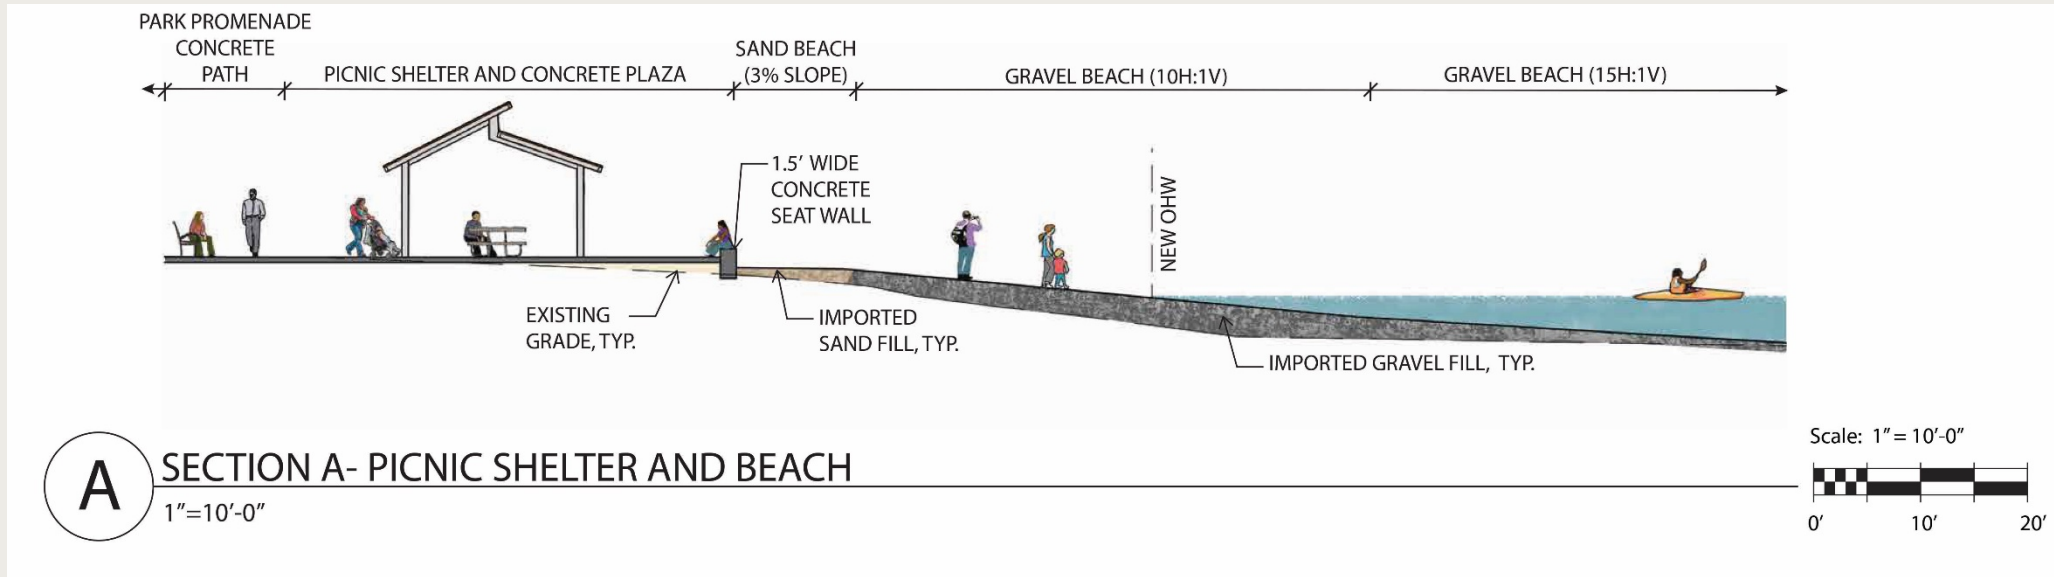 PARK PROMENADE
CONCRETE
PATH
PICNIC SHELTER AND CONCRETE PLAZA
SAND BEACH
(3% SLOPE)
GRAVEL BEACH (10H:1V)
GRAVEL BEACH (15H:1V)
1.5' WIDE
CONCRETE
SEAT WALL
NEW OHW
EXISTING
GRADE, TYP.
IMPORTED
SAND FILL, TYP.
IMPORTED GRAVEL FILL, TYP.
A
SECTION A- PICNIC SHELTER AND BEACH
1"=10'-0"
Scale: 1" = 10'-0"
0' 10' 20'